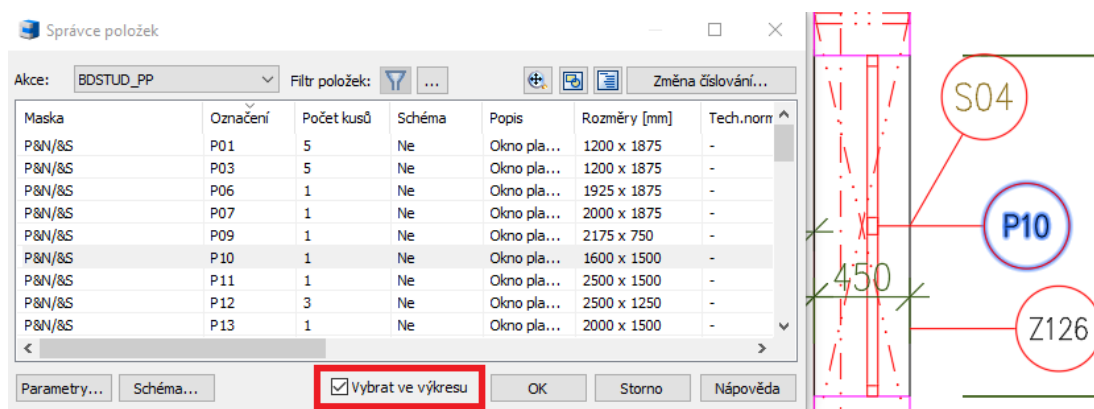 Správce položek
Akce: BDSTUD_PP Filtr položek: ... Změna číslování...
Maska Označení Počet kusů Schéma Popis Rozměry [mm] Tech.norm
P&N/&S P01 5 Ne Okno pla... 1200 x 1875 -
P&N/&S P03 5 Ne Okno pla... 1200 x 1875 -
P&N/&S P06 1 Ne Okno pla... 1925 x 1875 -
P&N/&S P07 1 Ne Okno pla... 2000 x 1875 -
P&N/&S P09 1 Ne Okno pla... 2175 x 750 -
P&N/&S P10 1 Ne Okno pla... 1600 x 1500 -
P&N/&S P11 1 Ne Okno pla... 2500 x 1500 -
P&N/&S P12 3 Ne Okno pla... 2500 x 1250 -
P&N/&S P13 1 Ne Okno pla... 2000 x 1500 -
Parametry... Schéma... Vybrat ve výkresu OK Storno Nápověda
S04
P10
450
Z126